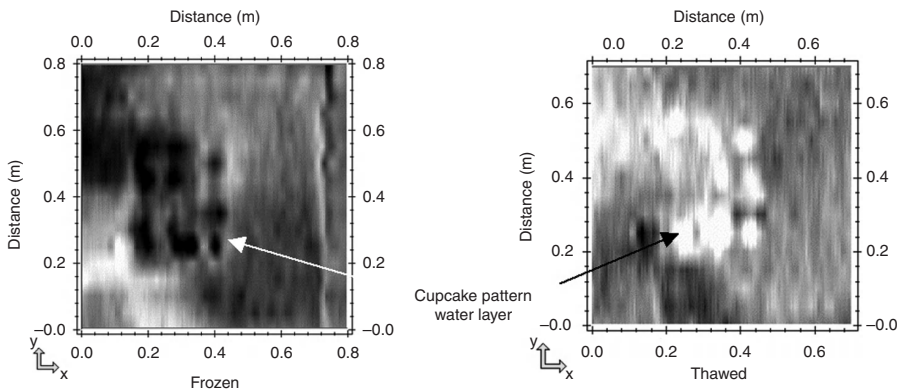 Distance (m)
0.0 0.2 0.4 0.6 0.8
0.8 0.8
0.6 0.6
0.4 0.4
0.2 0.2
–0.0 –0.0
Distance (m)
y
x
0.0 0.2 0.4 0.6 0.8
Frozen
Cupcake pattern
water layer
Distance (m)
0.0 0.2 0.4 0.6
0.6 0.6
0.4 0.4
0.2 0.2
–0.0 –0.0
Distance (m)
y
x
0.0 0.2 0.4 0.6
Thawed